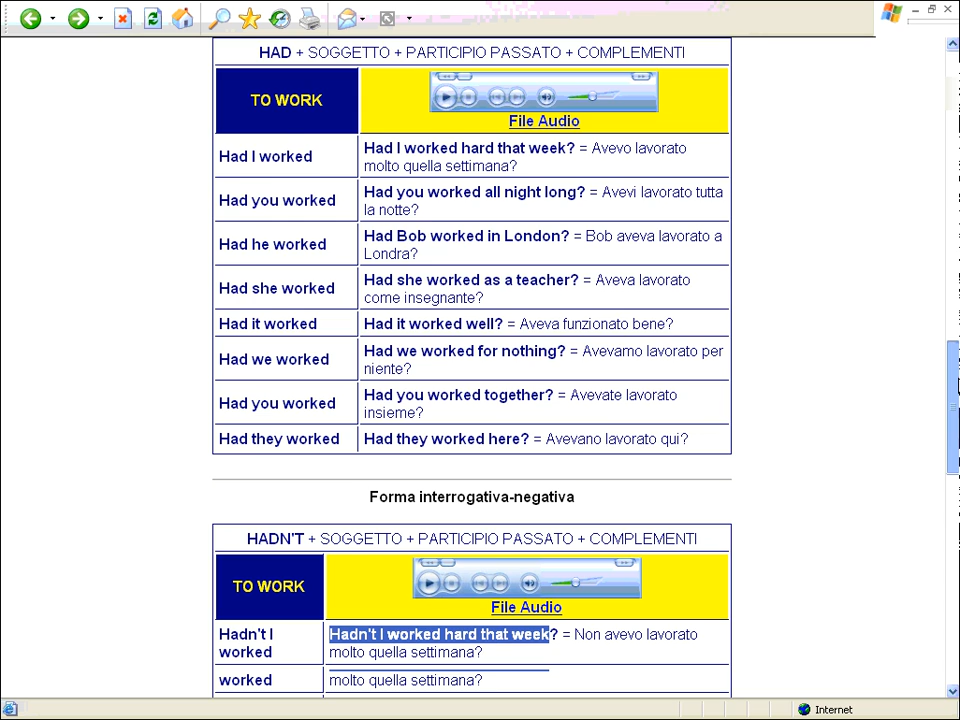 HAD + SOGGETTO + PARTICIPIO PASSATO + COMPLEMENTI
TO WORK
File Audio
Had I worked
Had I worked hard that week? = Avevo lavorato
molto quella settimana?
Had you worked
Had you worked all night long? = Avevi lavorato tutta
la notte?
Had he worked
Had Bob worked in London? = Bob aveva lavorato a
Londra?
Had she worked
Had she worked as a teacher? = Aveva lavorato
come insegnante?
Had it worked
Had it worked well? = Aveva funzionato bene?
Had we worked
Had we worked for nothing? = Avevamo lavorato per
niente?
Had you worked
Had you worked together? = Avevate lavorato
insieme?
Had they worked
Had they worked here? = Avevano lavorato qui?
Forma interrogativa-negativa
HADN'T + SOGGETTO + PARTICIPIO PASSATO + COMPLEMENTI
TO WORK
File Audio
Hadn't I
worked
Hadn't I worked hard that week? = Non avevo lavorato
molto quella settimana?
worked
molto quella settimana?
Internet